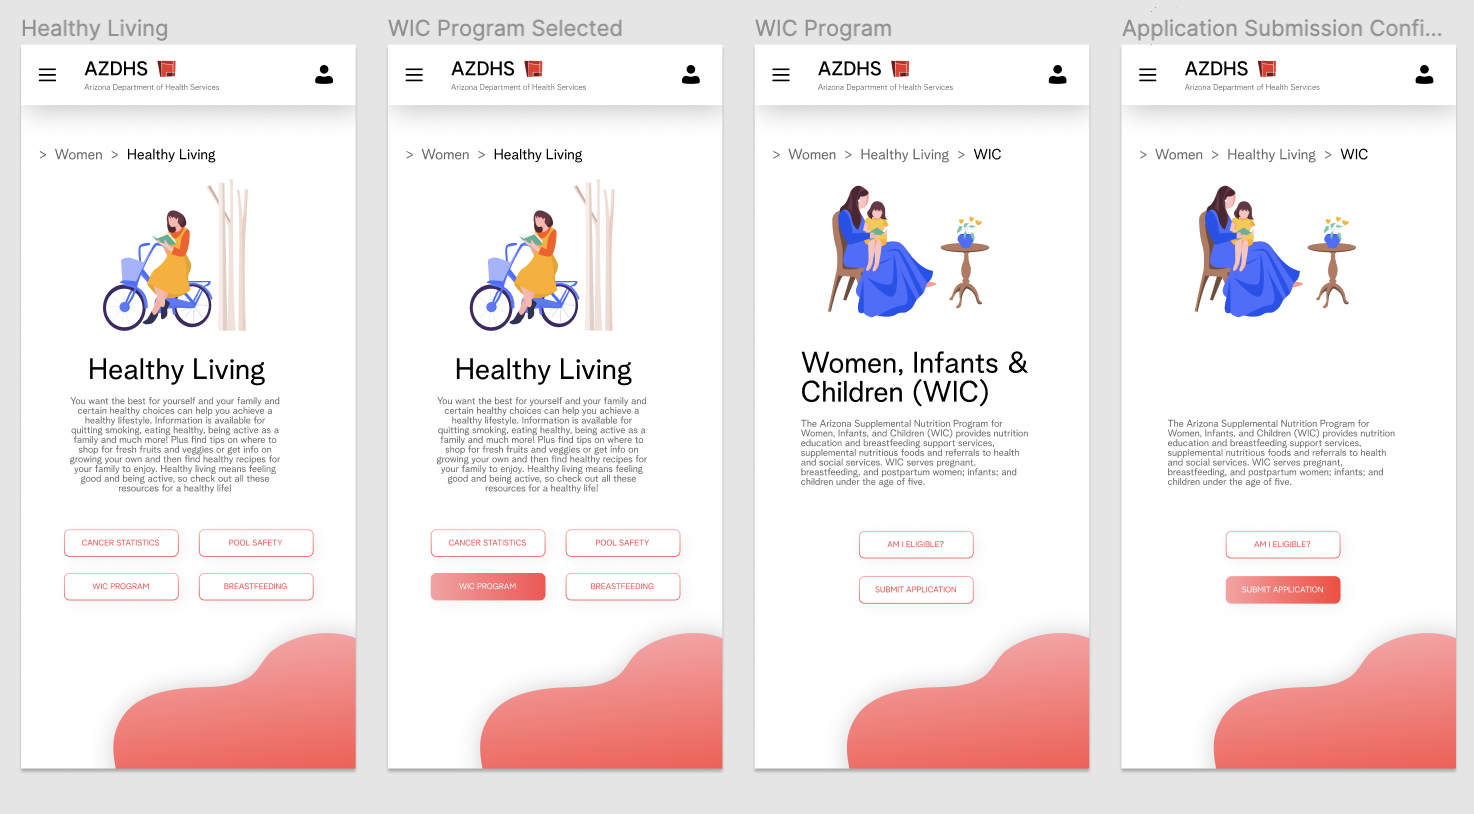 Healthy Living
AZDHS
Arizona Department of Health Services
> Women > Healthy Living
Healthy Living
You want the best for yourself and your family and
certain healthy choices can help you achieve a
healthy lifestyle. Information is available for
quitting smoking, eating healthy, being active as a
family and much more! Plus find tips on where to
shop for fresh fruits and veggies or get info on
growing your own and then find healthy recipes for
your family to enjoy. Healthy living means feeling
good and being active, so check out all these
resources for a healthy life!
CANCER STATISTICS
POOL SAFETY
WIC PROGRAM
BREASTFEEDING
WIC Program Selected
AZDHS
Arizona Department of Health Services
> Women > Healthy Living
Healthy Living
You want the best for yourself and your family and
certain healthy choices can help you achieve a
healthy lifestyle. Information is available for
quitting smoking, eating healthy, being active as a
family and much more! Plus find tips on where to
shop for fresh fruits and veggies or get info on
growing your own and then find healthy recipes for
your family to enjoy. Healthy living means feeling
good and being active, so check out all these
resources for a healthy life!
CANCER STATISTICS
POOL SAFETY
WIC PROGRAM
BREASTFEEDING
WIC Program
AZDHS
Arizona Department of Health Services
> Women > Healthy Living > WIC
Women, Infants &
Children (WIC)
The Arizona Supplemental Nutrition Program for
Women, Infants, and Children (WIC) provides nutrition
education and breastfeeding support services,
supplemental nutritious foods and referrals to health
and social services. WIC serves pregnant,
breastfeeding, and postpartum women; infants; and
children under the age of five.
AM I ELIGIBLE?
SUBMIT APPLICATION
Application Submission Confi...
AZDHS
Arizona Department of Health Services
> Women > Healthy Living > WIC
The Arizona Supplemental Nutrition Program for
Women, Infants, and Children (WIC) provides nutrition
education and breastfeeding support services,
supplemental nutritious foods and referrals to health
and social services. WIC serves pregnant,
breastfeeding, and postpartum women; infants; and
children under the age of five.
AM I ELIGIBLE?
SUBMIT APPLICATION